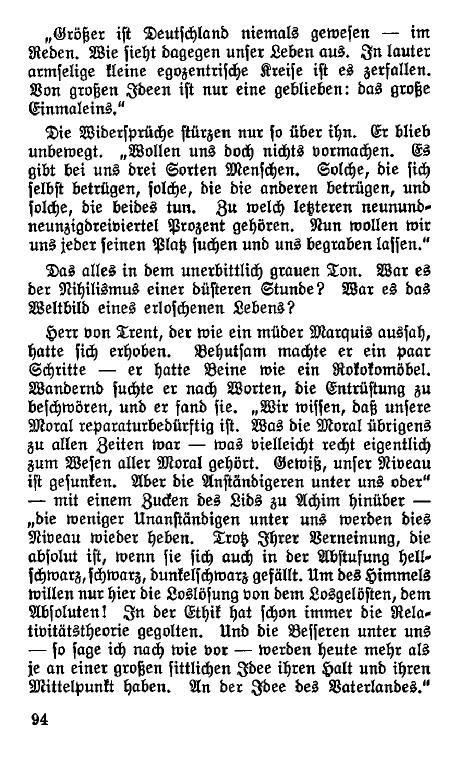 „Größer ist Deutschland niemals gewesen — im
Reden. Wie sieht dagegen unser Leben aus. In lauter
armselige kleine egozentrische Kreise ist es zerfallen.
Von großen Ideen ist nur eine geblieben: das große
Einmaleins.“
Die Widersprüche stürzen nur so über ihn. Er blieb
unbewegt. „Wollen uns doch nichts vormachen. Es
gibt bei uns drei Sorten Menschen. Solche, die sich
selbst betrügen, solche, die die anderen betrügen, und
solche, die beides tun. Zu welch letzteren neunund-
neunzigdreiviertel Prozent gehören. Nun wollen wir
uns jeder seinen Platz suchen und uns begraben lassen.“
Das alles in dem unerbittlich grauen Ton. War es
der Nihilismus einer düsteren Stunde? War es das
Weltbild eines erloschenen Lebens?
Herr von Trent, der wie ein müder Marquis aussah,
hatte sich erhoben. Behutsam machte er ein paar
Schritte — er hatte Beine wie ein Rokokomöbel.
Wandernd suchte er nach Worten, die Entrüstung zu
beschwören, und er fand sie. „Wir wissen, daß unsere
Moral reparaturbedürftig ist. Was die Moral übrigens
zu allen Zeiten war — was vielleicht recht eigentlich
zum Wesen aller Moral gehört. Gewiß, unser Niveau
ist gesunken. Aber die Anständigeren unter uns oder“
— mit einem Zucken des Lids zu Achim hinüber —
„die weniger Unanständigen unter uns werden dies
Niveau wieder heben. Trotz Ihrer Verneinung, die
absolut ist, wenn sie sich auch in der Abstufung hell-
schwarz, schwarz, dunkelschwarz gefällt. Um des Himmels
willen nur hier die Loslösung von dem Losgelösten, dem
Absoluten! In der Ethik hat schon immer die Rela-
tivitätstheorie gegolten. Und die Besseren unter uns
— so sage ich nach wie vor — werden heute mehr als
je an einer großen sittlichen Idee ihren Halt und ihren
Mittelpunkt haben. An der Idee des Vaterlandes.“
94